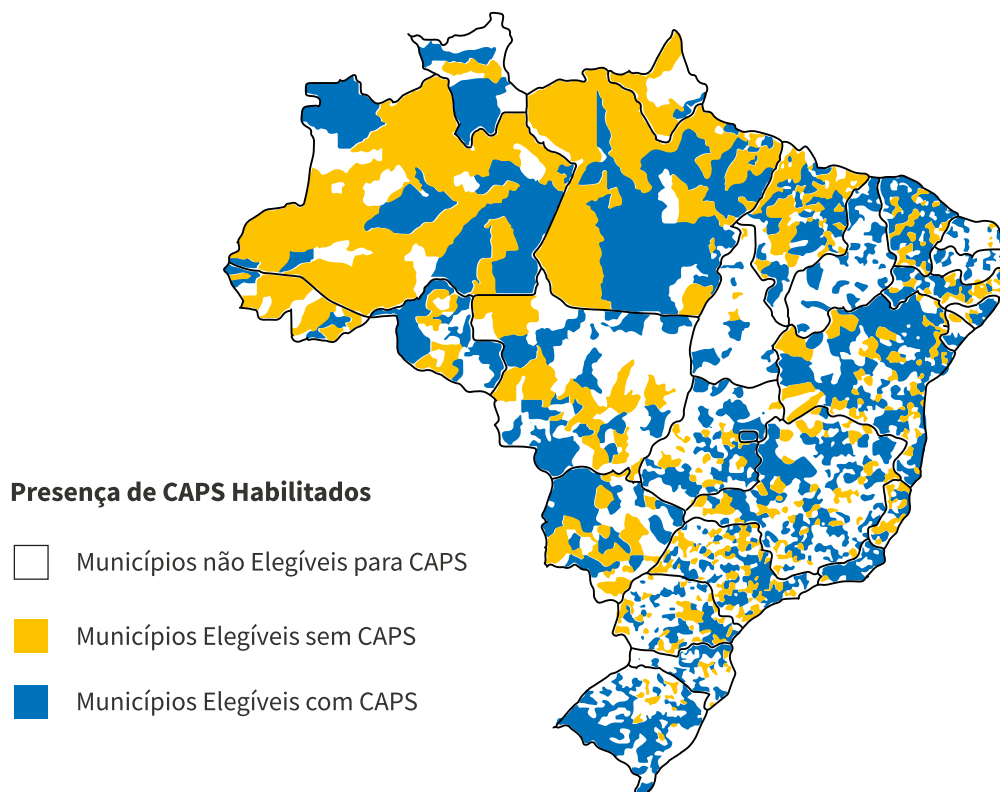 Presença de CAPS Habilitados
Municípios não Elegíveis para CAPS
Municípios Elegíveis sem CAPS
Municípios Elegíveis com CAPS